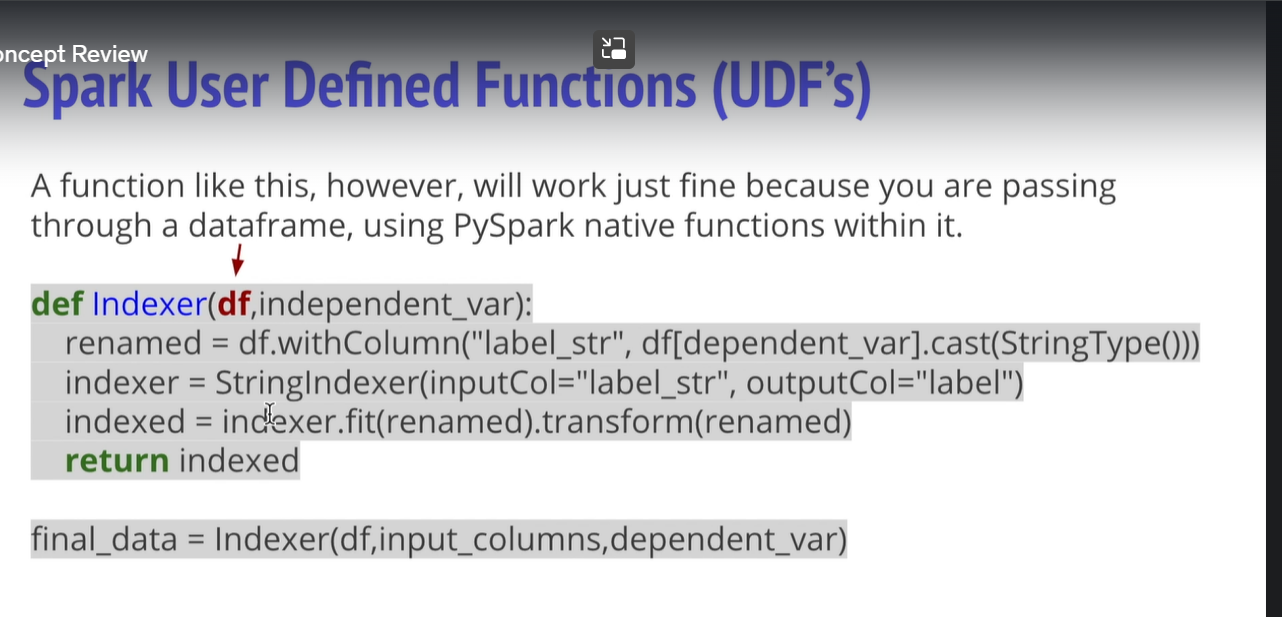 oncept Review
Spark User Defined Functions (UDF's)
A function like this, however, will work just fine because you are passing
through a dataframe, using PySpark native functions within it.
def Indexer(df,independent_var):
    renamed = df.withColumn("label_str", df[dependent_var].cast(StringType()))
    indexer = StringIndexer(inputCol="label_str", outputCol="label")
    indexed = indexer.fit(renamed).transform(renamed)
    return indexed
final_data = Indexer(df,input_columns,dependent_var)